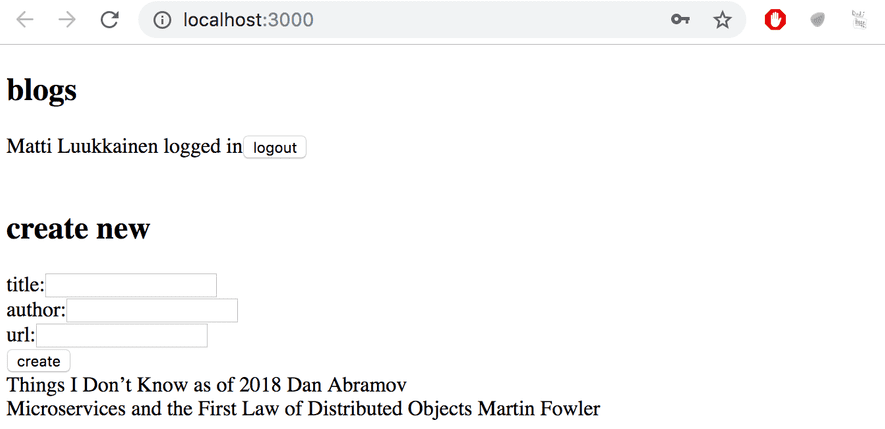 localhost:3000
blogs
Matti Luukkainen logged in logout
create new
title:
author:
url:
create
Things I Don’t Know as of 2018 Dan Abramov
Microservices and the First Law of Distributed Objects Martin Fowler